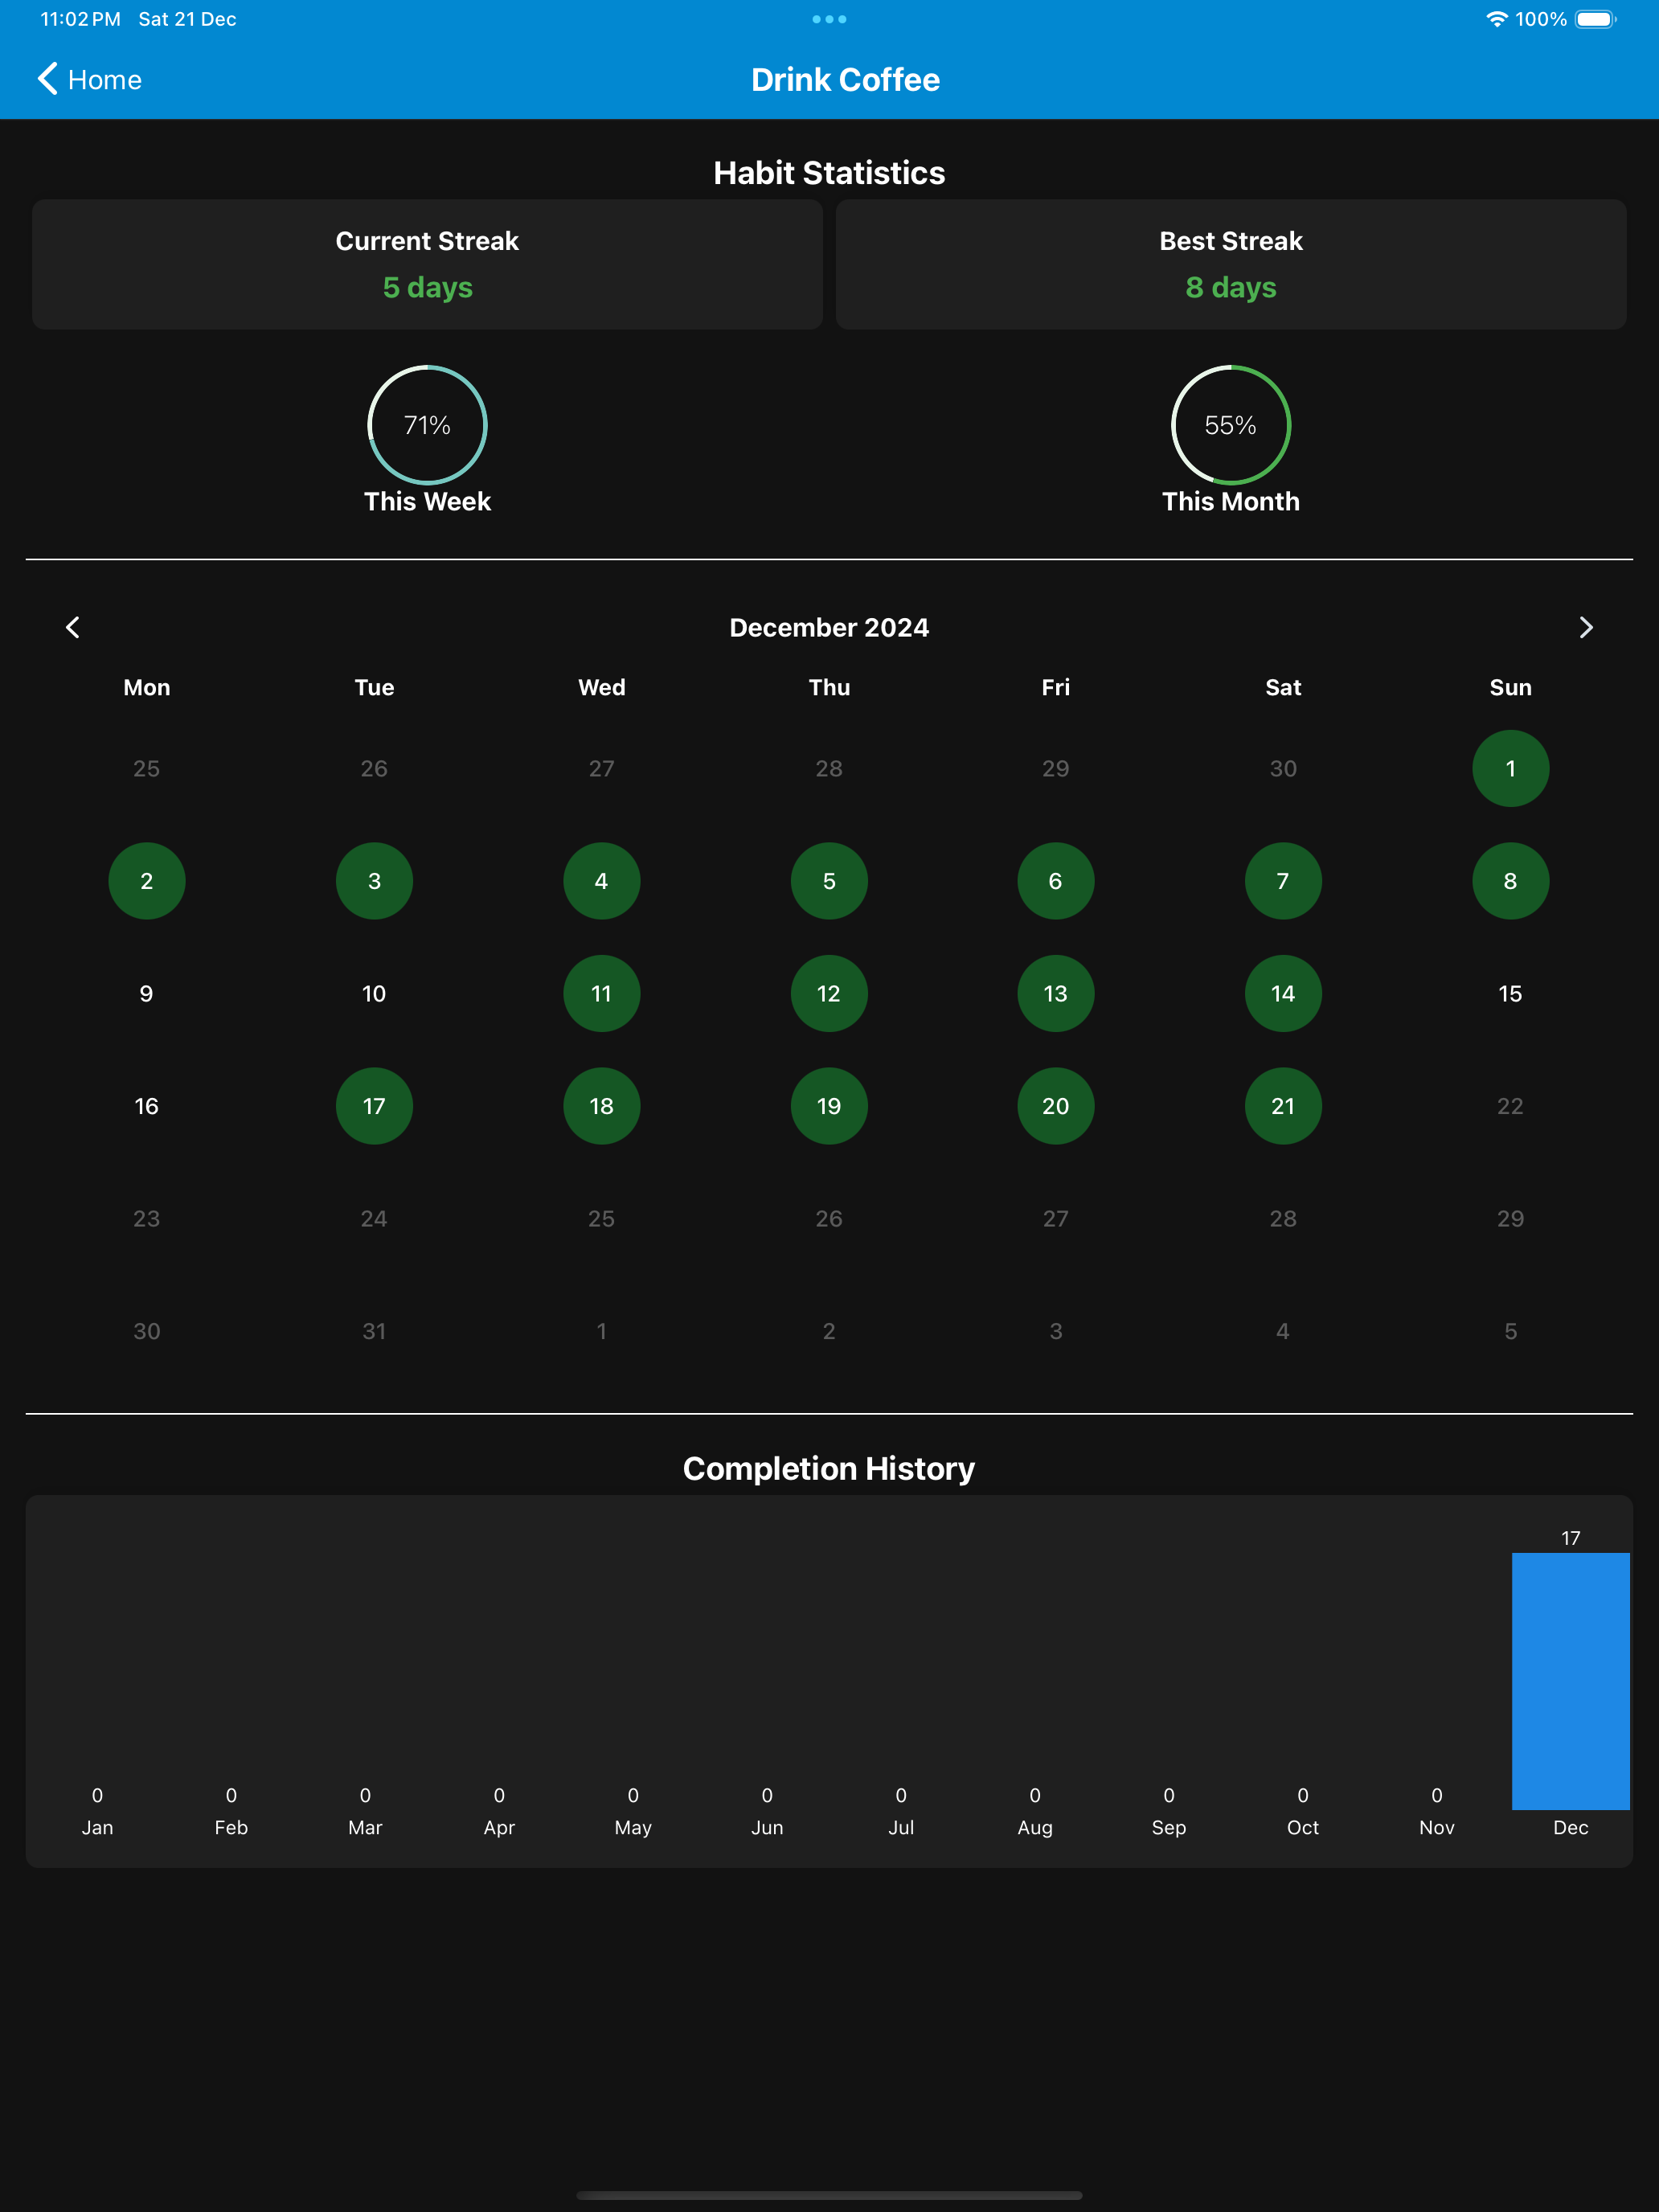 11:02 PM Sat 21 Dec 100%
Home Drink Coffee
Habit Statistics
Current Streak Best Streak
5 days 8 days
71% 55%
This Week This Month
December 2024
Mon Tue Wed Thu Fri Sat Sun
25 26 27 28 29 30 1
2 3 4 5 6 7 8
9 10 11 12 13 14 15
16 17 18 19 20 21 22
23 24 25 26 27 28 29
30 31 1 2 3 4 5
Completion History
17
0 0 0 0 0 0 0 0 0 0 0
Jan Feb Mar Apr May Jun Jul Aug Sep Oct Nov Dec